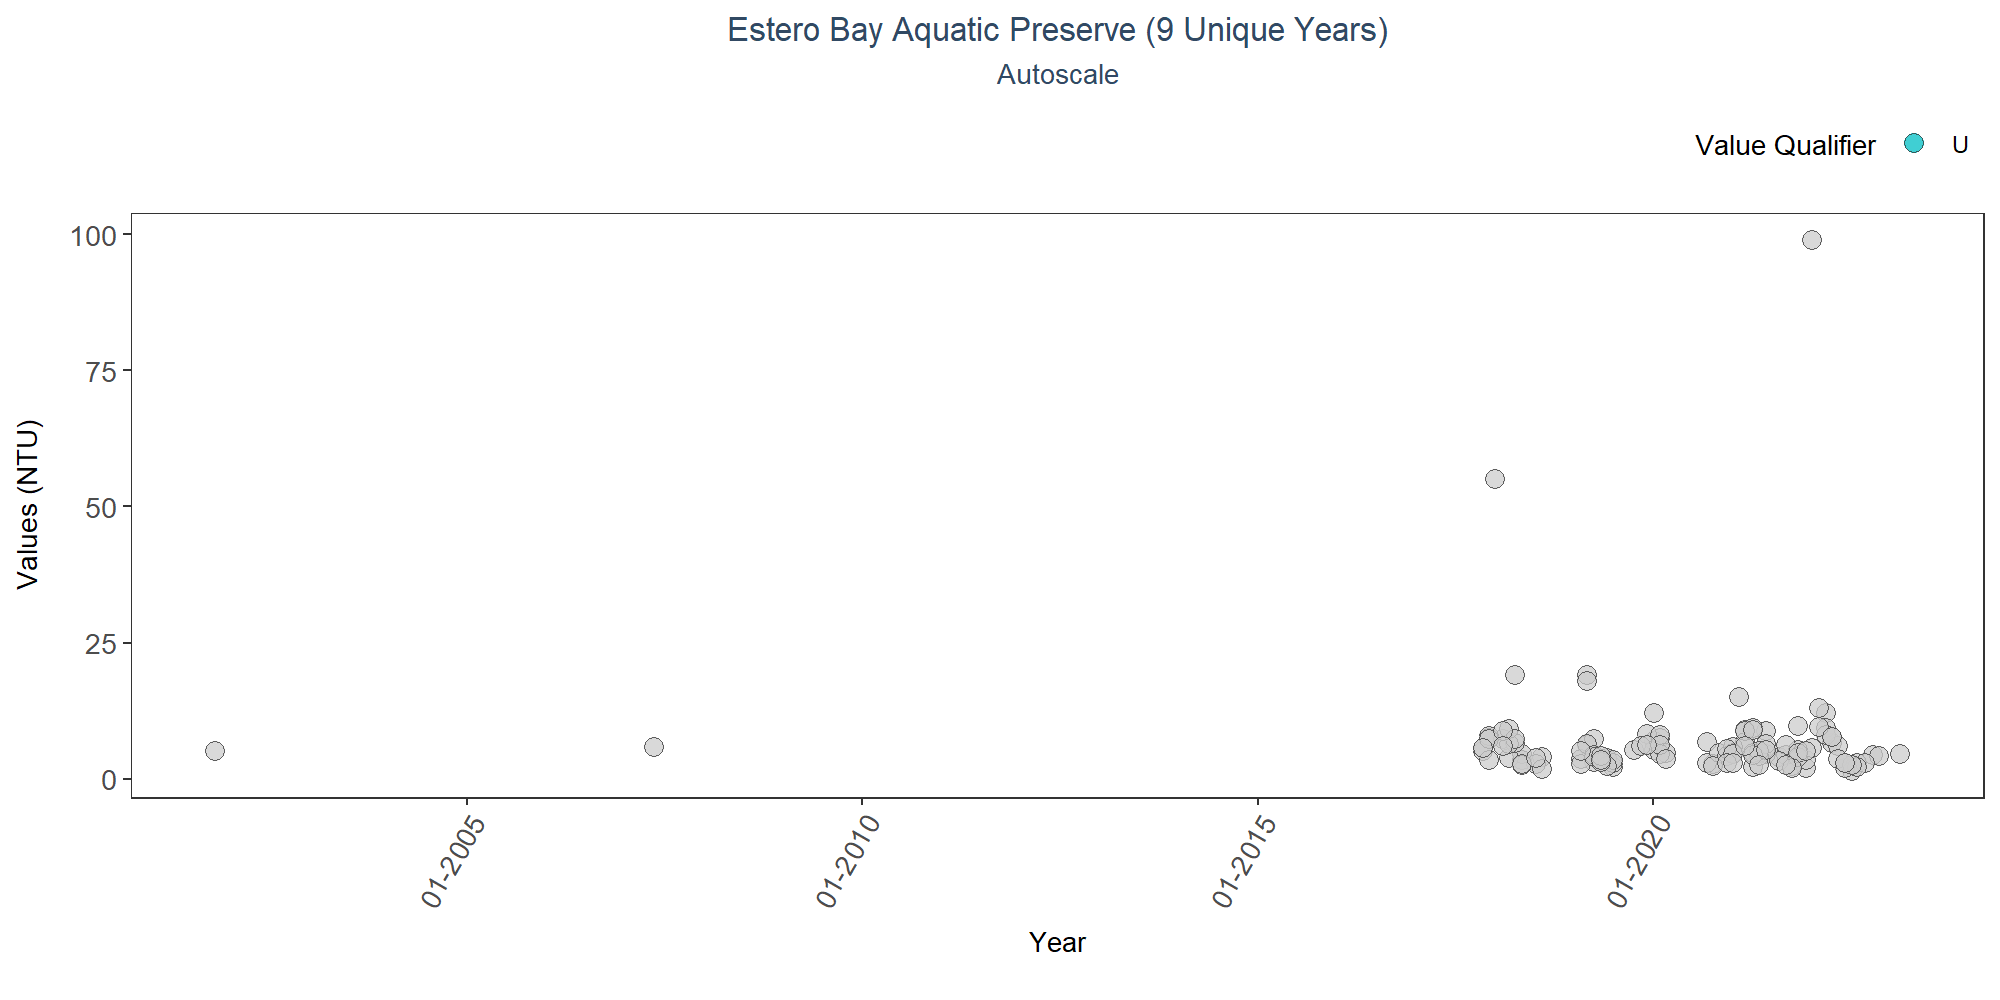 Estero Bay Aquatic Preserve (9 Unique Years)
Autoscale
Value Qualifier U
100
75
50
25
0
Values (NTU)
01-2005
01-2010
01-2015
01-2020
Year